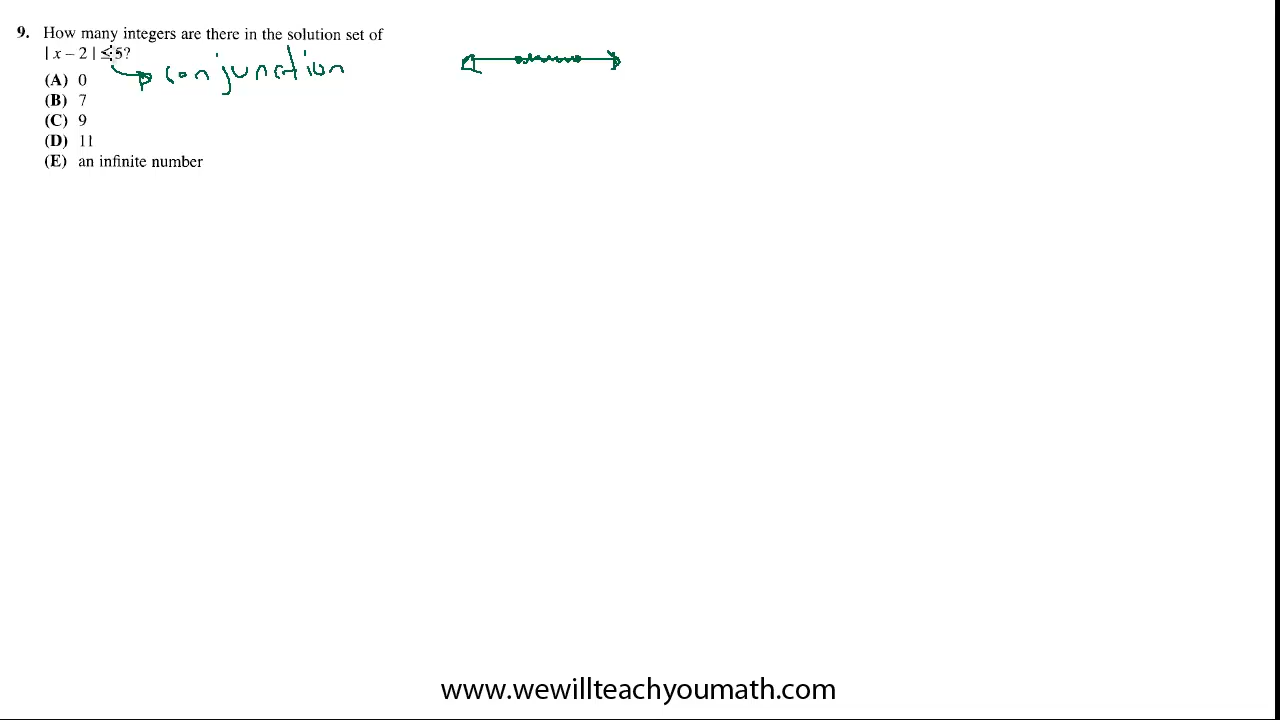 9. How many integers are there in the solution set of
| x – 2 | ≤ 5?
conjunction
(A) 0
(B) 7
(C) 9
(D) 11
(E) an infinite number
www.wewillteachyoumath.com